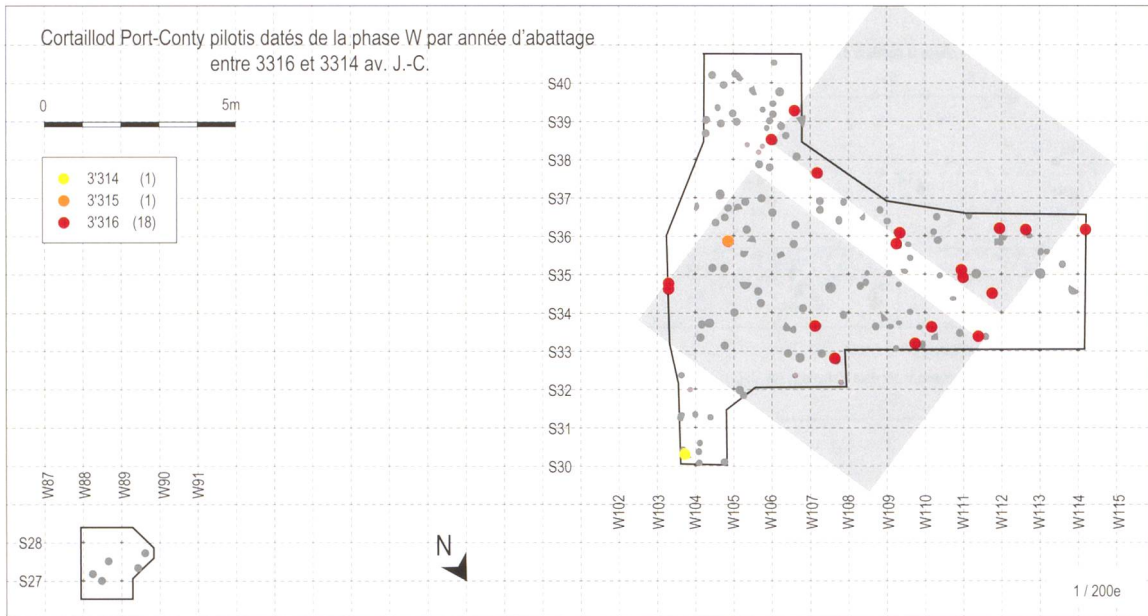 Cortaillod Port-Conty pilotis datés de la phase W par année d'abattage
entre 3316 et 3314 av. J.-C.
0 5m
3'314 (1)
3'315 (1)
3'316 (18)
S40
S39
S38
S37
S36
S35
S34
S33
S32
S31
S30
W87 W88 W89 W90 W91
W102 W103 W104 W105 W106 W107 W108 W109 W110 W111 W112 W113 W114 W115
S28
S27
N
1 / 200e